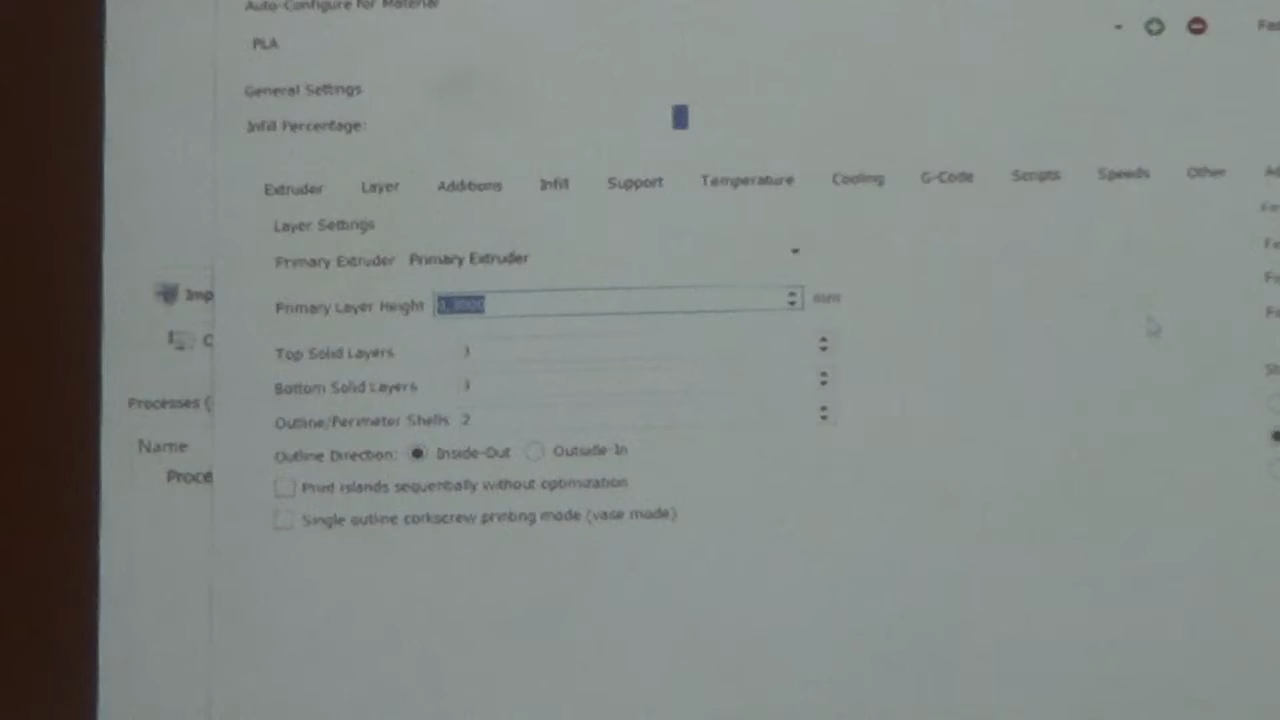 Auto-Configure for Material
PLA
General Settings
Infill Percentage:
Extruder Layer Additions Infill Support Temperature Cooling G-Code Scripts Speeds Other
Layer Settings
Primary Extruder Primary Extruder
Primary Layer Height mm
Top Solid Layers 3
Bottom Solid Layers 3
Outline/Perimeter Shells 2
Outline Direction: Inside-Out Outside-In
Print islands sequentially without optimization
Single outline corkscrew printing mode (vase mode)
Imp
C
Processes (
Name
Proce